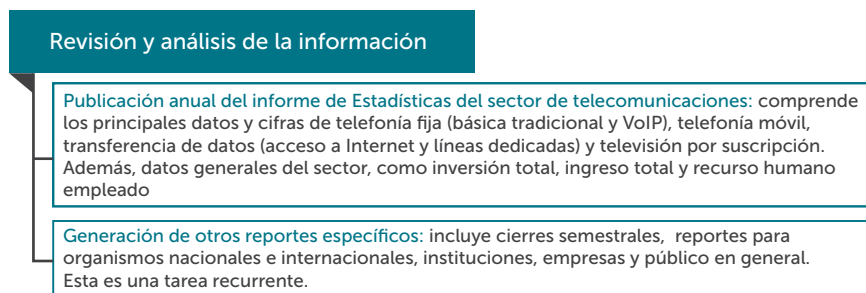 Revisión y análisis de la información
Publicación anual del informe de Estadísticas del sector de telecomunicaciones: comprende
los principales datos y cifras de telefonía fija (básica tradicional y VoIP), telefonía móvil,
transferencia de datos (acceso a Internet y líneas dedicadas) y televisión por suscripción.
Además, datos generales del sector, como inversión total, ingreso total y recurso humano
empleado
Generación de otros reportes específicos: incluye cierres semestrales, reportes para
organismos nacionales e internacionales, instituciones, empresas y público en general.
Esta es una tarea recurrente.